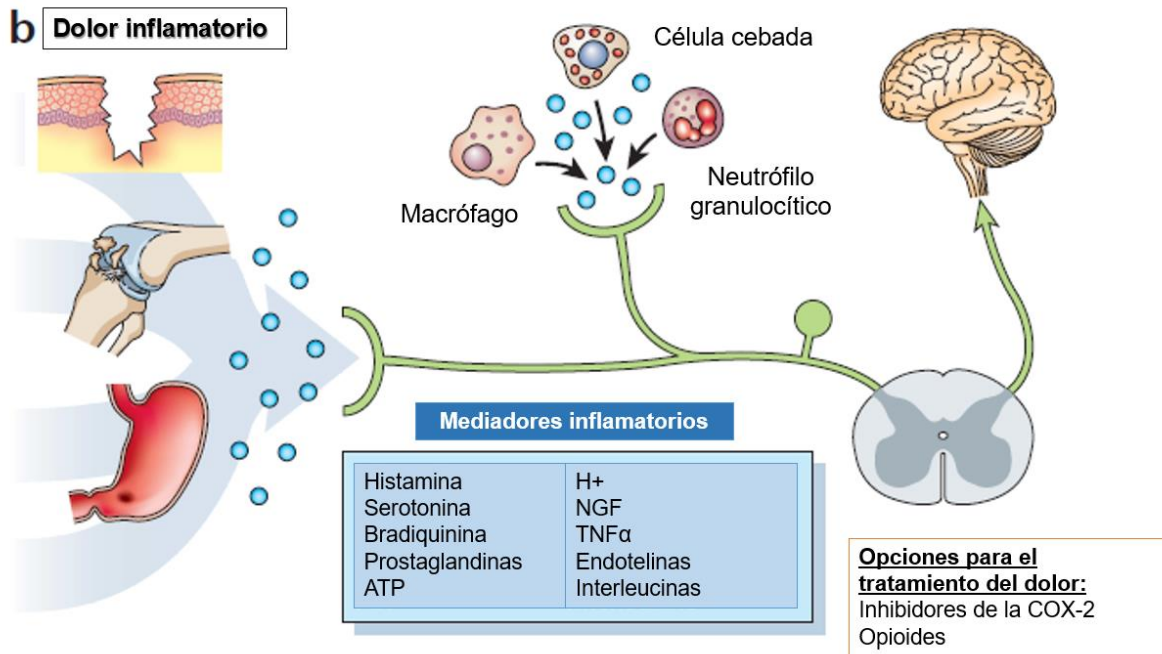 b Dolor inflamatorio
Célula cebada
Macrófago
Neutrófilo
granulocítico
Mediadores inflamatorios
Histamina
Serotonina
Bradiquinina
Prostaglandinas
ATP
H+
NGF
TNFα
Endotelinas
Interleucinas
Opciones para el
tratamiento del dolor:
Inhibidores de la COX-2
Opioides